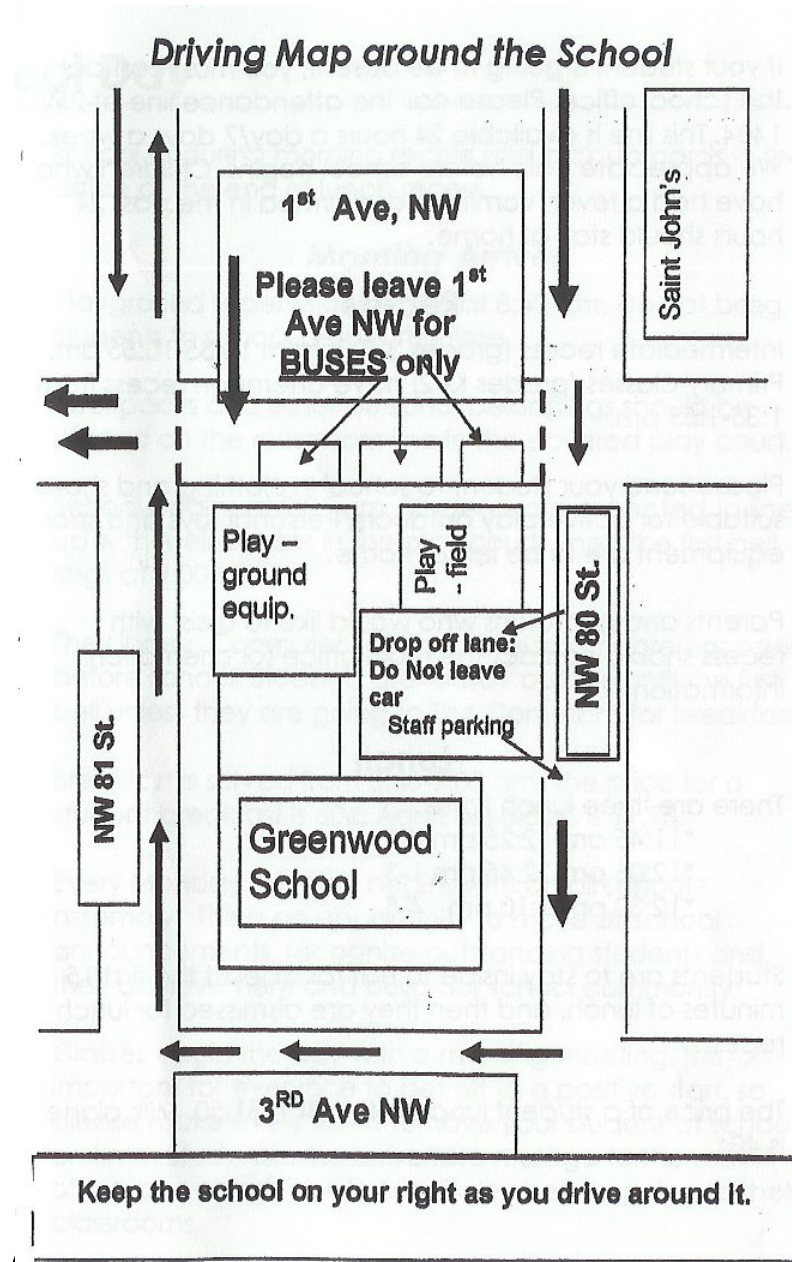 Driving Map around the School
1st Ave, NW
Please leave 1st
Ave NW for
BUSES only
Saint John's
Play –
ground
equip.
Play
- field
Drop off lane:
Do Not leave
car
Staff parking
NW 80 St.
NW 81 St.
Greenwood
School
3RD Ave NW
Keep the school on your right as you drive around it.